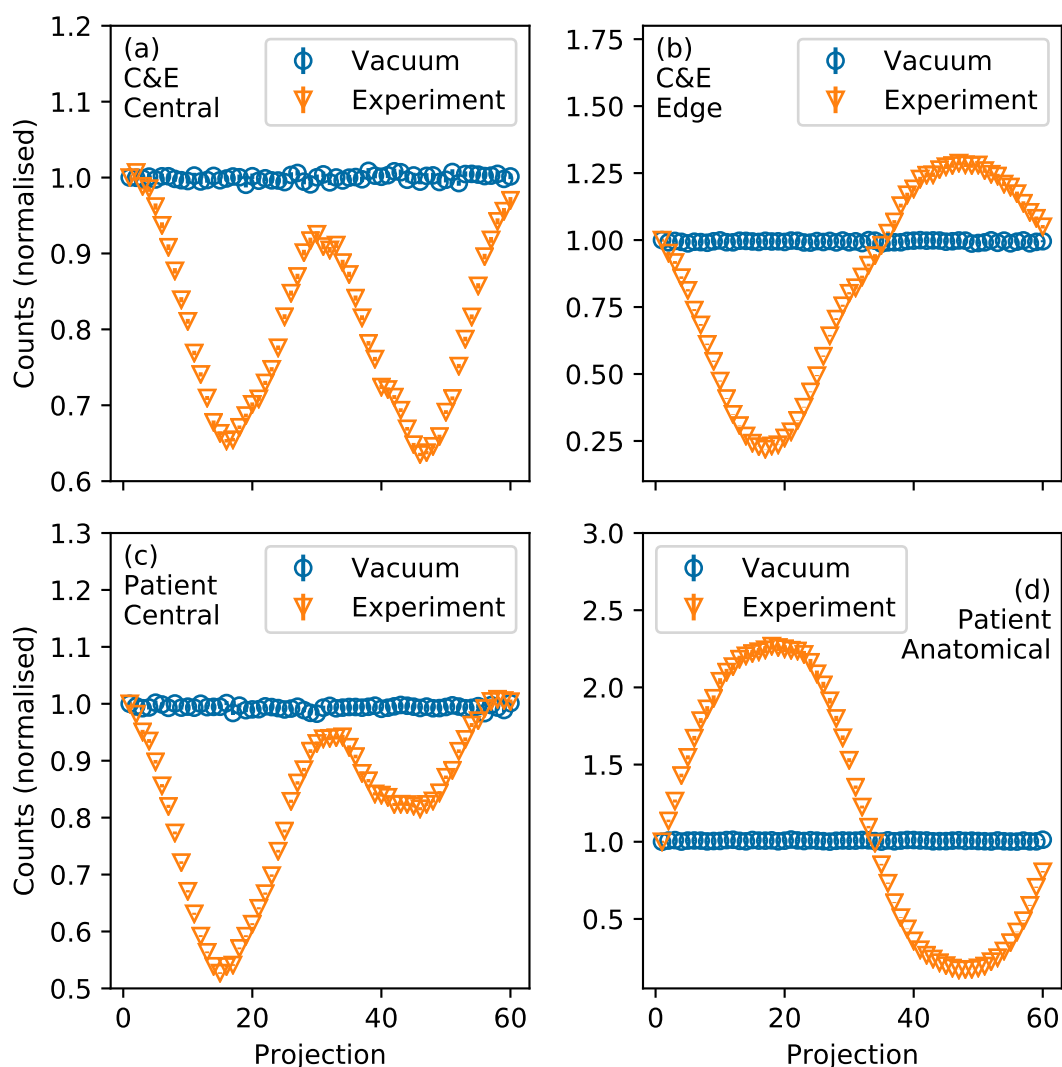 (a)
C&E
Central
Vacuum
Experiment
Counts (normalised)
1.2
1.1
1.0
0.9
0.8
0.7
0.6
(b)
C&E
Edge
Vacuum
Experiment
1.75
1.50
1.25
1.00
0.75
0.50
0.25
(c)
Patient
Central
Vacuum
Experiment
Counts (normalised)
1.3
1.2
1.1
1.0
0.9
0.8
0.7
0.6
0.5
0
20
40
60
Projection
Vacuum
Experiment
(d)
Patient
Anatomical
3.0
2.5
2.0
1.5
1.0
0.5
0
20
40
60
Projection